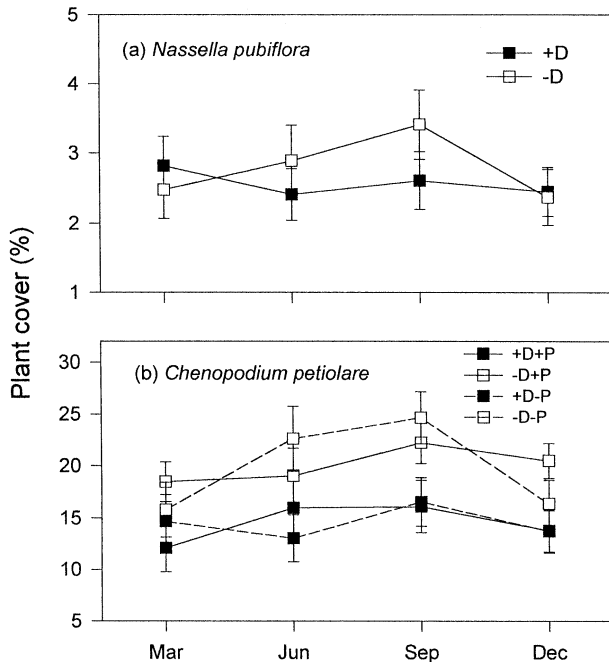 5
(a) Nassella pubiflora
+D
-D
4
3
2
1
Plant cover (%)
30
(b) Chenopodium petiolare
+D+P
-D+P
+D-P
-D-P
25
20
15
10
5
Mar Jun Sep Dec